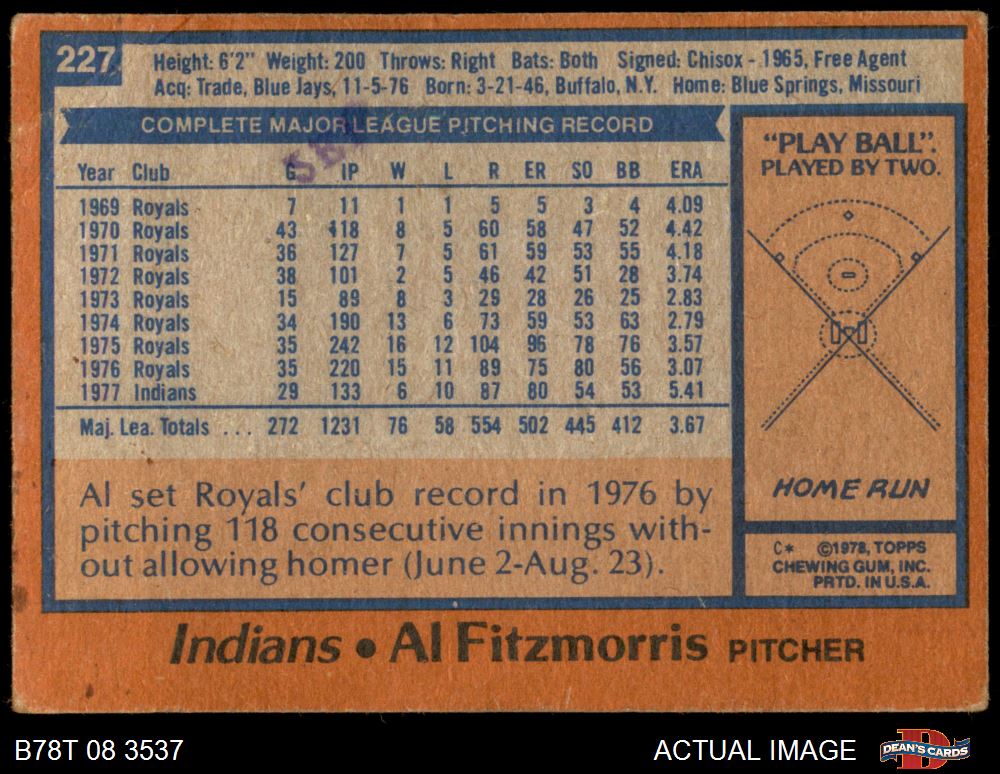 227
Height: 6'2" Weight: 200 Throws: Right Bats: Both Signed: Chisox - 1965, Free Agent
Acq: Trade, Blue Jays, 11-5-76 Born: 3-21-46, Buffalo, N.Y. Home: Blue Springs, Missouri
COMPLETE MAJOR LEAGUE PITCHING RECORD
SET
Year Club G IP W L R ER SO BB ERA
1969 Royals 7 11 1 1 5 5 3 4 4.09
1970 Royals 43 118 8 5 60 58 47 52 4.42
1971 Royals 36 127 7 5 61 59 53 55 4.18
1972 Royals 38 101 2 5 46 42 51 28 3.74
1973 Royals 15 89 8 3 29 28 26 25 2.83
1974 Royals 34 190 13 6 73 59 53 63 2.79
1975 Royals 35 242 16 12 104 96 78 76 3.57
1976 Royals 35 220 15 11 89 75 80 56 3.07
1977 Indians 29 133 6 10 87 80 54 53 5.41
Maj. Lea. Totals ... 272 1231 76 58 554 502 445 412 3.67
Al set Royals' club record in 1976 by
pitching 118 consecutive innings with-
out allowing homer (June 2-Aug. 23).
"PLAY BALL".
PLAYED BY TWO.
HOME RUN
C* ©1978, TOPPS
CHEWING GUM, INC.
PRTD. IN U.S.A.
Indians • Al Fitzmorris PITCHER
B78T 08 3537
ACTUAL IMAGE
DEAN'S CARDS